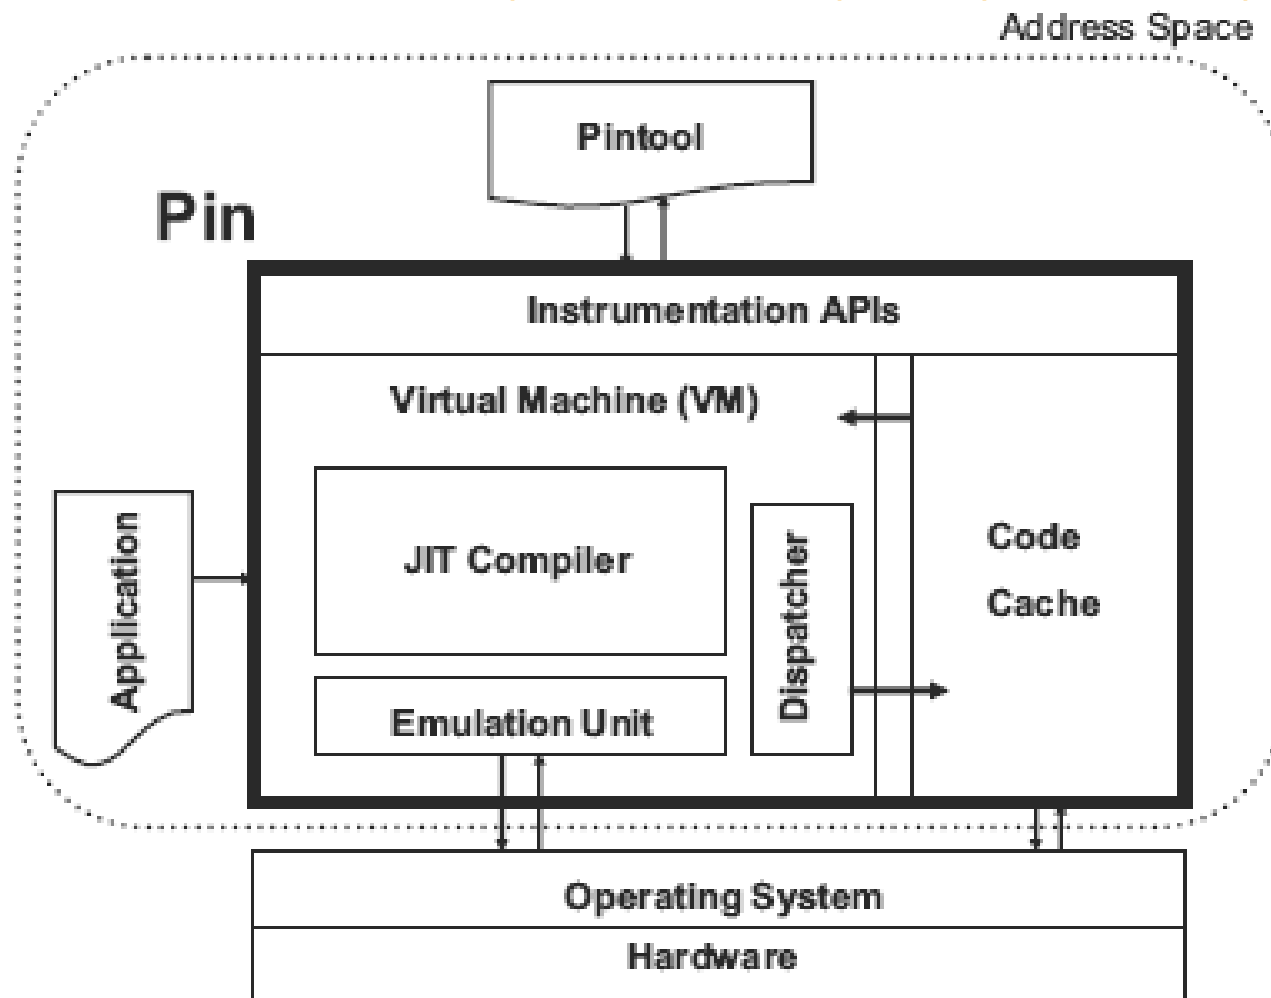 Address Space
Pintool
Pin
Instrumentation APIs
Virtual Machine (VM)
Application
JIT Compiler
Dispatcher
Code
Cache
Emulation Unit
Operating System
Hardware